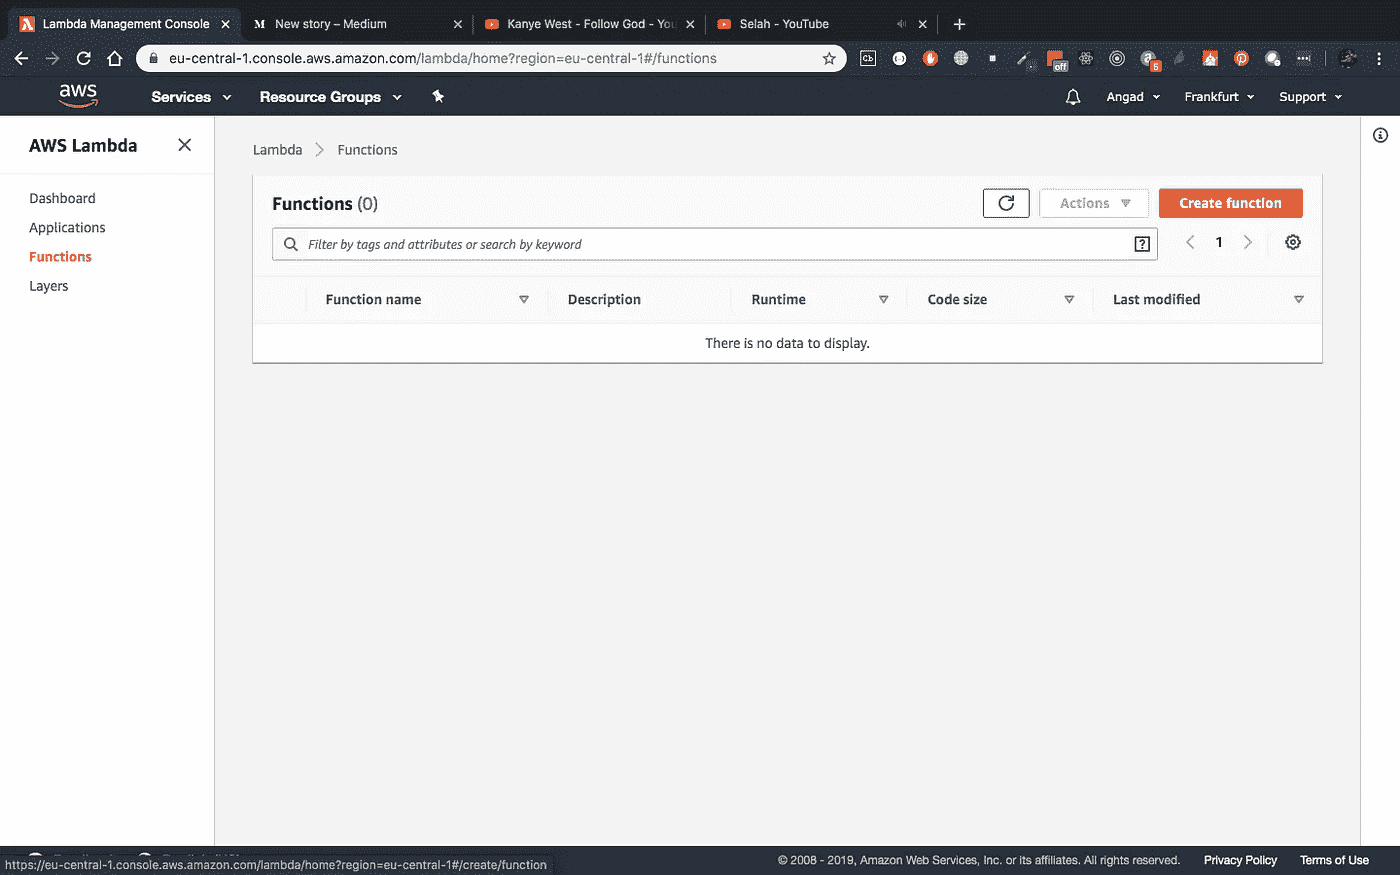 Lambda Management Console
New story – Medium
Kanye West - Follow God - You
Selah - YouTube
eu-central-1.console.aws.amazon.com/lambda/home?region=eu-central-1#/functions
Cb
off
6
aws
Services
Resource Groups
Angad
Frankfurt
Support
AWS Lambda
Dashboard
Applications
Functions
Layers
Lambda
Functions
Functions (0)
Actions
Create function
Filter by tags and attributes or search by keyword
?
1
Function name
Description
Runtime
Code size
Last modified
There is no data to display.
https://eu-central-1.console.aws.amazon.com/lambda/home?region=eu-central-1#/create/function
© 2008 - 2019, Amazon Web Services, Inc. or its affiliates. All rights reserved.
Privacy Policy
Terms of Use